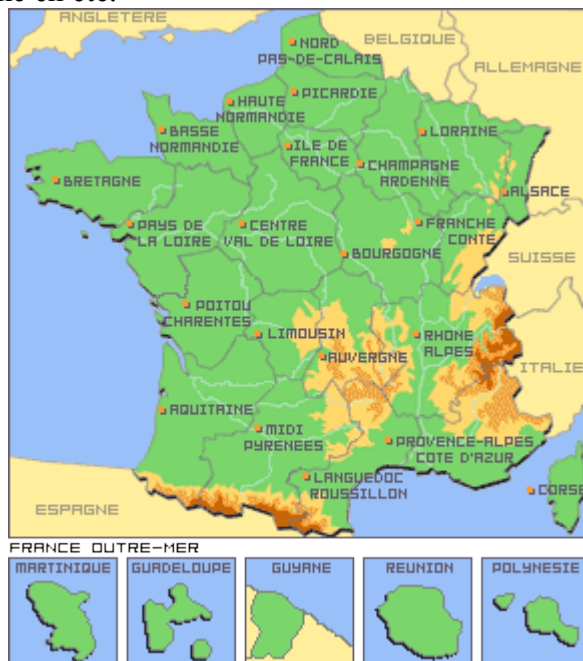 ANGLETERE
BELGIQUE
ALLEMAGNE
NORD
PAS-DE-CALAIS
PICARDIE
HAUTE
NORMANDIE
BASSE
NORMANDIE
ILE DE
FRANCE
LORAINE
CHAMPAGNE
ARDENNE
ALSACE
BRETAGNE
PAYS DE
LA LOIRE
CENTRE
VAL DE LOIRE
BOURGOGNE
FRANCHE
CONTE
SUISSE
POITOU
CHARENTES
LIMOUSIN
AUVERGNE
RHONE
ALPES
ITALIE
AQUITAINE
MIDI
PYRENEES
PROVENCE-ALPES
COTE D'AZUR
LANGUEDOC
ROUSSILLON
CORSE
ESPAGNE
FRANCE OUTRE-MER
MARTINIQUE
GUADELOUPE
GUYANE
REUNION
POLYNESIE